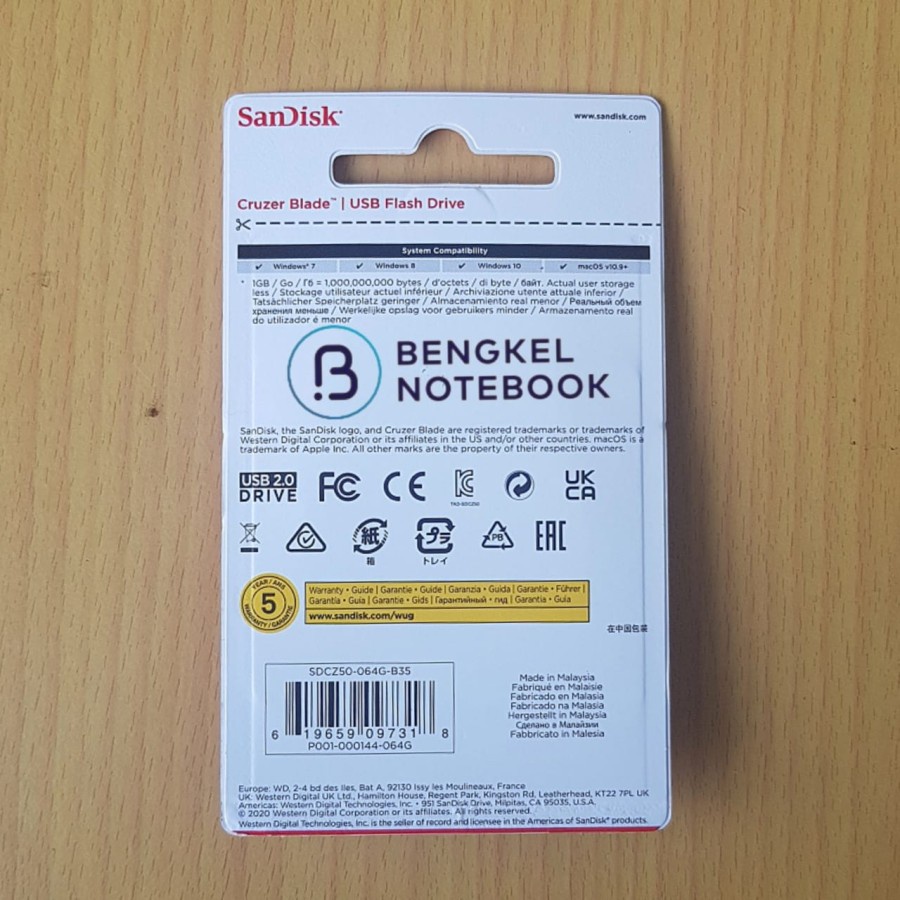 SanDisk®
www.sandisk.com
Cruzer Blade™ | USB Flash Drive
System Compatibility
✓ Windows® 7 ✓ Windows 8 ✓ Windows 10 ✓ macOS v10.9+
* 1GB / Go / Гб = 1,000,000,000 bytes / d'octets / di byte / байт. Actual user storage
less / Stockage utilisateur actuel inférieur / Archiviazione utente attuale inferior /
Tatsächlicher Speicherplatz geringer / Almacenamiento real menor / Реальный объем
хранения меньше / Werkelijke opslag voor gebruikers minder / Armazenamento real
do utilizador é menor
B
BENGKEL
NOTEBOOK
SanDisk, the SanDisk logo, and Cruzer Blade are registered trademarks or trademarks of
Western Digital Corporation or its affiliates in the US and/or other countries. macOS is a
trademark of Apple Inc. All other marks are the property of their respective owners.
USB 2.0
DRIVE
FC CE
UK
CA
紙
箱
プラ
トレイ
PB
EAC
YEAR / ANS
5
WARRANTY / GARANTIE
Warranty • Guide | Garantie • Guide | Garanzia • Guida | Garantie • Führer |
Garantía • Guía | Garantie • Gids | Гарантийный • гид | Garantia • Guia
www.sandisk.com/wug
在中国包装
SDCZ50-064G-B35
6 19659 09731 8
P001-000144-064G
Made in Malaysia
Fabriqué en Malaisie
Fabricado en Malasia
Fabricado na Malasia
Hergestellt in Malaysia
Сделано в Малайзии
Fabbricato in Malesia
Europe: WD, 2-4 bd des Iles, Bat A, 92130 Issy les Moulineaux, France
UK: Western Digital UK Ltd., Hamilton House, Regent Park, Kingston Rd, Leatherhead, KT22 7PL UK
Americas: Western Digital Technologies, Inc. • 951 SanDisk Drive, Milpitas, CA 95035, U.S.A.
© 2020 Western Digital Corporation or its affiliates. All rights reserved.
Western Digital Technologies, Inc. is the seller of record and licensee in the Americas of SanDisk® products.